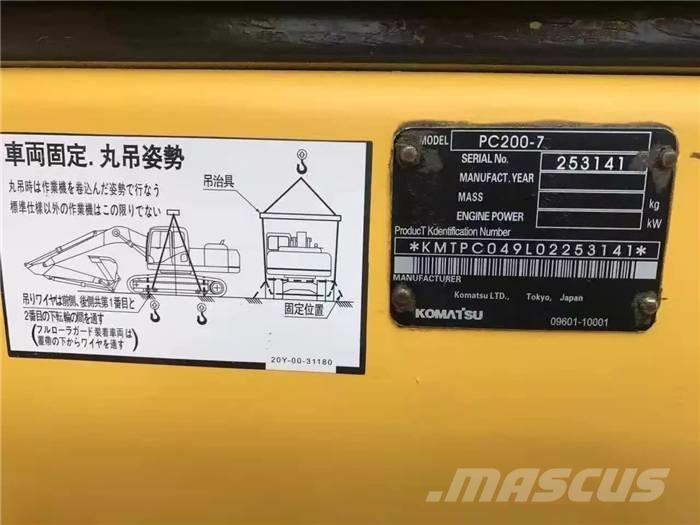 車両固定．丸吊姿勢
丸吊時は作業機を巻込んだ姿勢で行なう
標準仕様以外の作業機はこの限りでない
吊治具
吊りワイヤは前側、後側共第1番目と
2番目の下転輪の間を通す
(フルローラガード装着車両は
履帯の下からワイヤを通す)
固定位置
20Y-00-31180
MODEL PC200-7
SERIAL No. 253141
MANUFACT. YEAR
MASS kg
ENGINE POWER kW
ProducT Kdentification Number
*KMTPC049L02253141*
MANUFACTURER
Komatsu LTD., Tokyo, Japan
KOMATSU 09601-10001
MASCUS